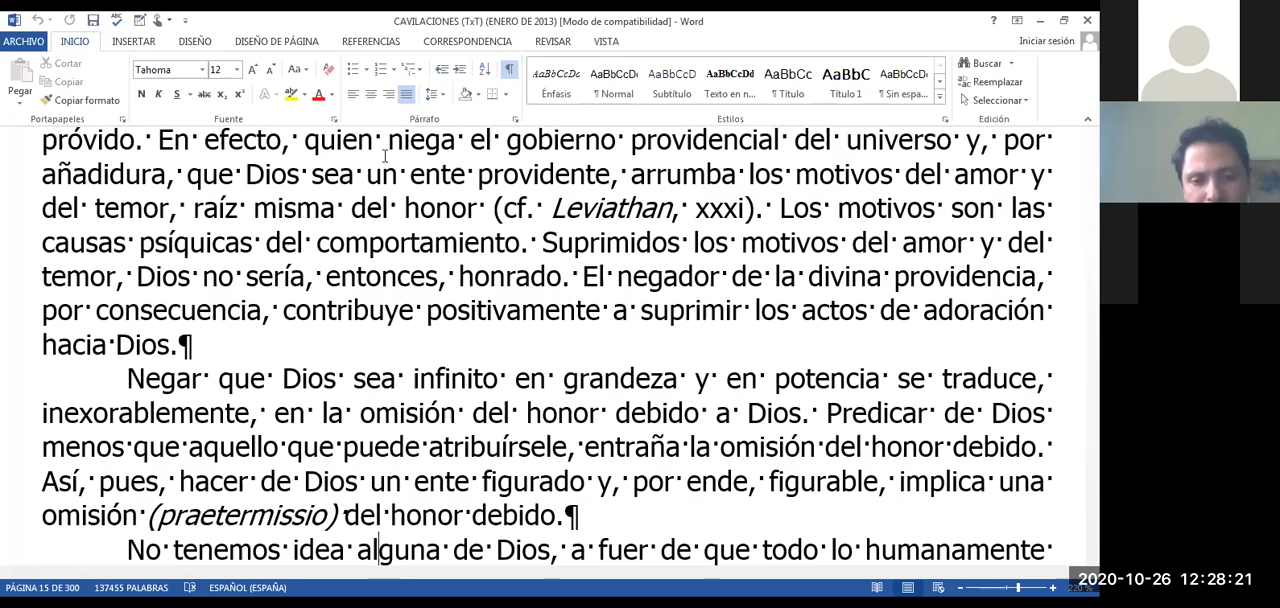 CAVILACIONES (TxT) (ENERO DE 2013) [Modo de compatibilidad] - Word
ARCHIVO INICIO INSERTAR DISEÑO DISEÑO DE PÁGINA REFERENCIAS CORRESPONDENCIA REVISAR VISTA Iniciar sesión
Pegar
Cortar
Copiar
Copiar formato
Portapapeles
Tahoma 12
N K S abc x₂ x²
Fuente
Párrafo
AaBbCcDc AaBbCcDc AaBbCcDc AaBbCcDd AaBbCc AaBbC AaBbCcDc
Énfasis ¶ Normal Subtítulo Texto en n... ¶ Título Título 1 ¶ Sin espa...
Estilos
Buscar
Reemplazar
Seleccionar
Edición
próvido. En efecto, quien niega el gobierno providencial del universo y, por
añadidura, que Dios sea un ente providente, arrumba los motivos del amor y
del temor, raíz misma del honor (cf. Leviathan, xxxi). Los motivos son las
causas psíquicas del comportamiento. Suprimidos los motivos del amor y del
temor, Dios no sería, entonces, honrado. El negador de la divina providencia,
por consecuencia, contribuye positivamente a suprimir los actos de adoración
hacia Dios.¶
Negar que Dios sea infinito en grandeza y en potencia se traduce,
inexorablemente, en la omisión del honor debido a Dios. Predicar de Dios
menos que aquello que puede atribuírsele, entraña la omisión del honor debido.
Así, pues, hacer de Dios un ente figurado y, por ende, figurable, implica una
omisión (praetermissio) del honor debido.¶
No tenemos idea alguna de Dios, a fuer de que todo lo humanamente
PÁGINA 15 DE 300 137455 PALABRAS ESPAÑOL (ESPAÑA) 220 %
2020-10-26 12:28:21